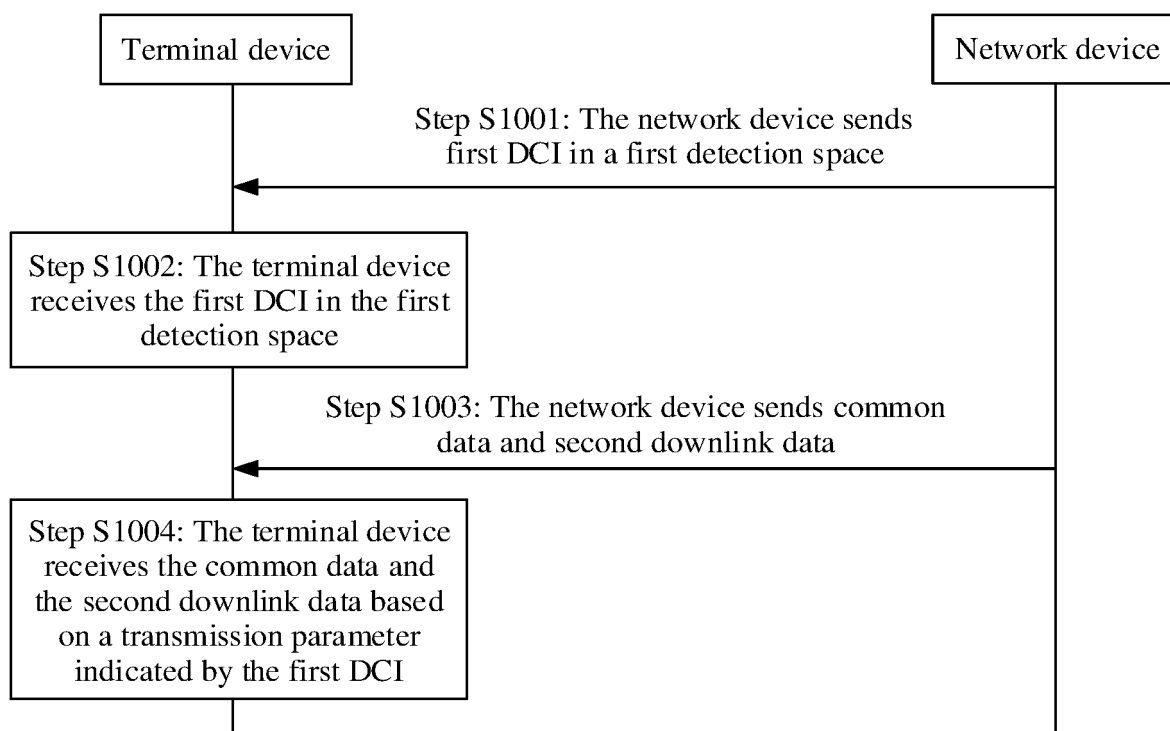 Terminal device
Network device
Step S1001: The network device sends
first DCI in a first detection space
Step S1002: The terminal device
receives the first DCI in the first
detection space
Step S1003: The network device sends common
data and second downlink data
Step S1004: The terminal device
receives the common data and
the second downlink data based
on a transmission parameter
indicated by the first DCI